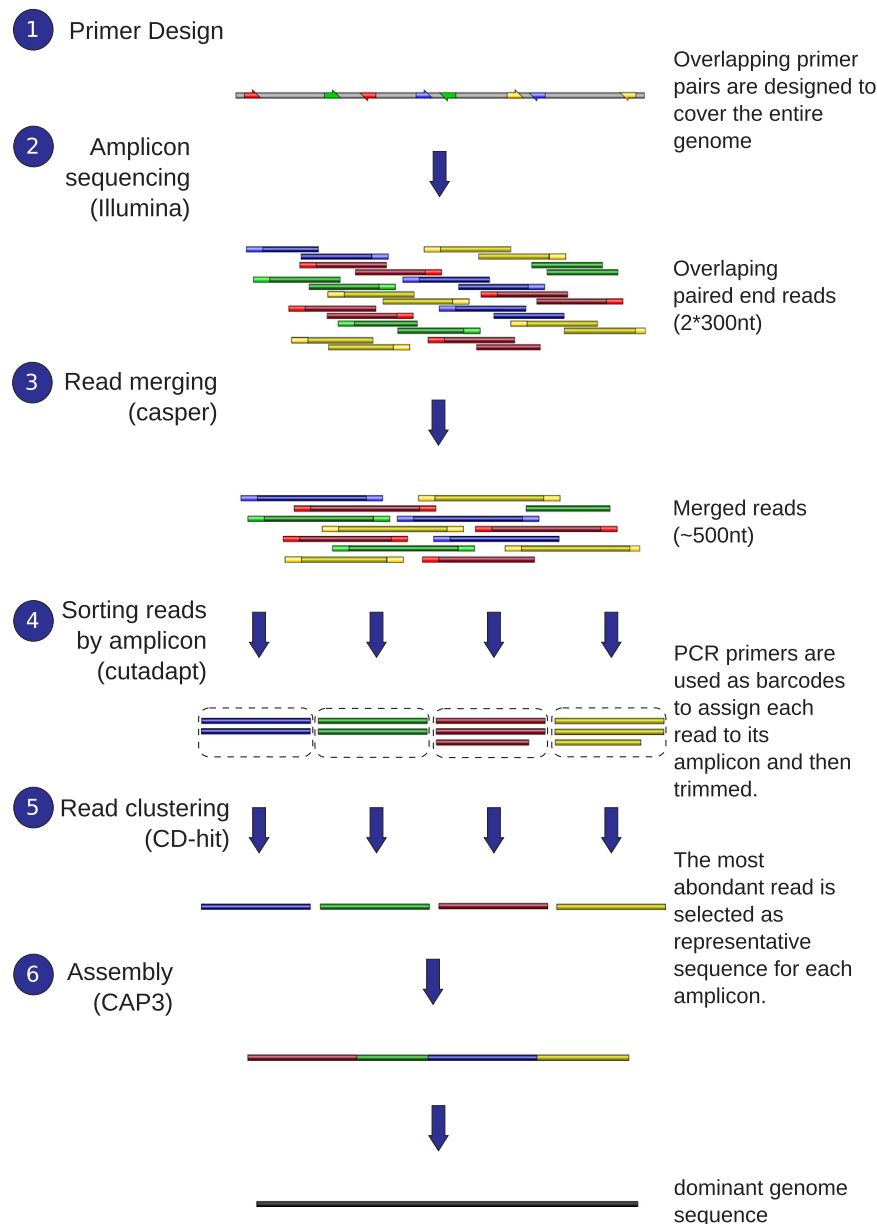 1 Primer Design
Overlapping primer
pairs are designed to
cover the entire
genome
2 Amplicon
sequencing
(Illumina)
Overlaping
paired end reads
(2*300nt)
3 Read merging
(casper)
Merged reads
(~500nt)
4 Sorting reads
by amplicon
(cutadapt)
PCR primers are
used as barcodes
to assign each
read to its
amplicon and then
trimmed.
5 Read clustering
(CD-hit)
The most
abondant read is
selected as
representative
sequence for each
amplicon.
6 Assembly
(CAP3)
dominant genome
sequence